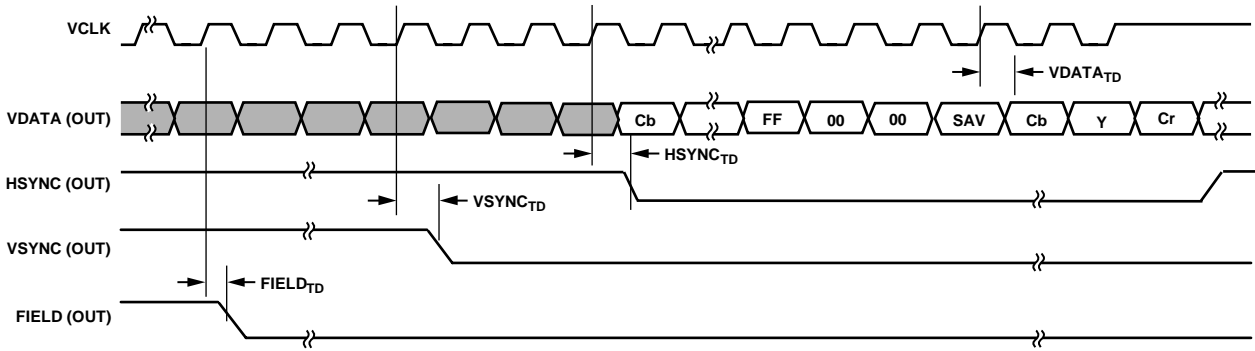 VCLK
VDATA_TD
VDATA (OUT) Cb FF 00 00 SAV Cb Y Cr
HSYNC_TD
HSYNC (OUT)
VSYNC_TD
VSYNC (OUT)
FIELD_TD
FIELD (OUT)